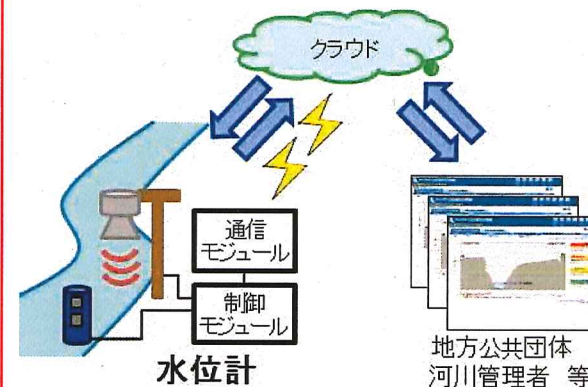 クラウド
通信
モジュール
制御
モジュール
水位計
地方公共団体
河川管理者 等